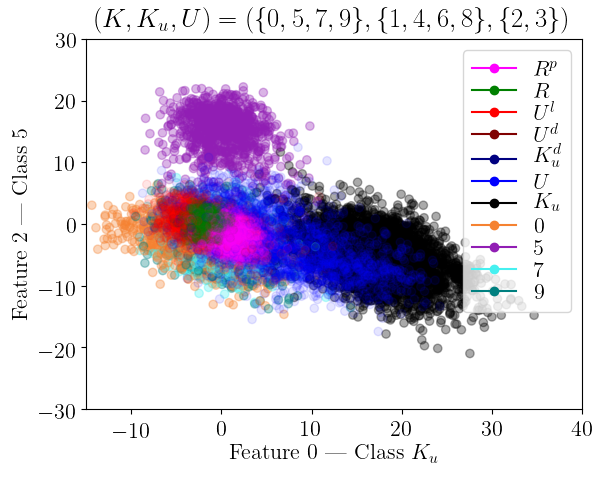 (K, K_u, U) = ({0, 5, 7, 9}, {1, 4, 6, 8}, {2, 3})
30
20
10
0
−10
−20
−30
Feature 2 — Class 5
R^p
R
U^l
U^d
K_u^d
U
K_u
0
5
7
9
−10
0
10
20
30
40
Feature 0 — Class K_u